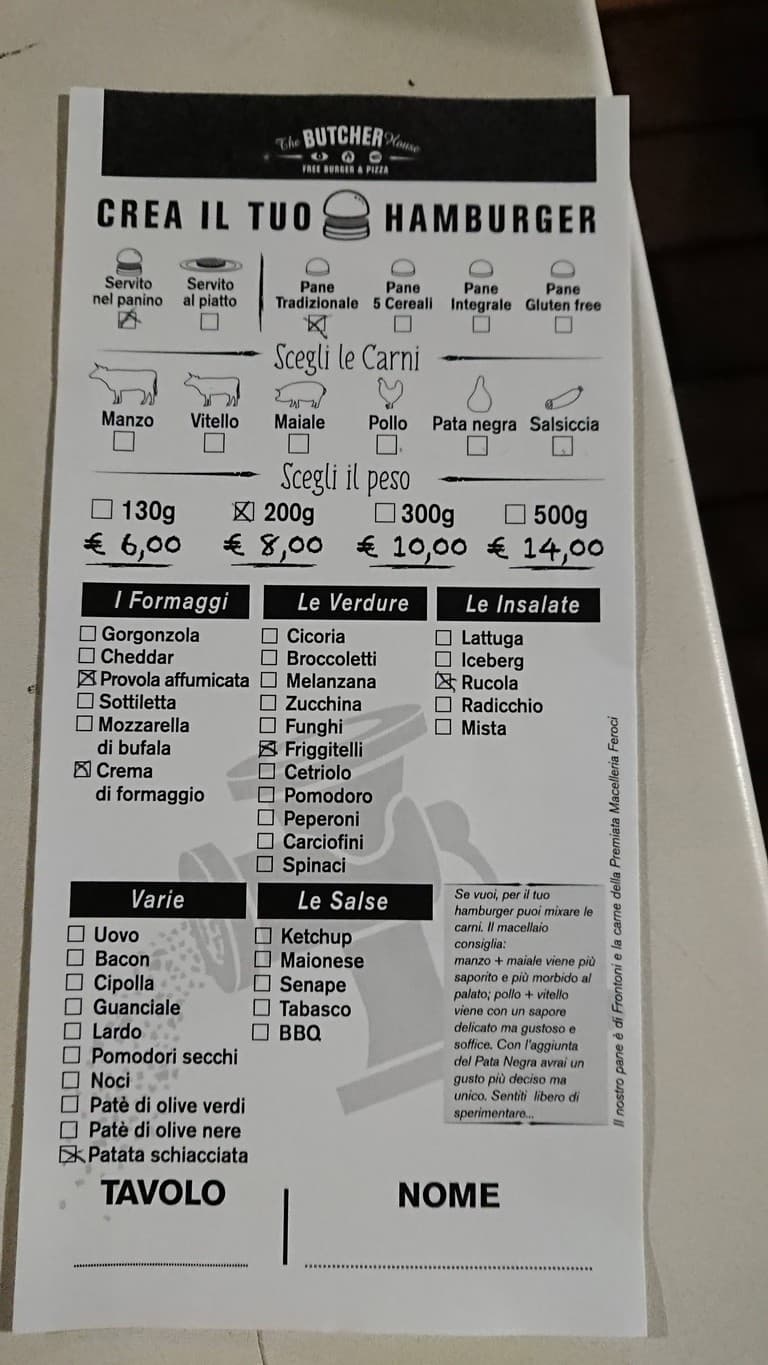 The BUTCHER House
FREE BURGER & PIZZA
CREA IL TUO HAMBURGER
Servito nel panino
Servito al piatto
Pane Tradizionale
Pane 5 Cereali
Pane Integrale
Pane Gluten free
Scegli le Carni
Manzo Vitello Maiale Pollo Pata negra Salsiccia
Scegli il peso
130g 200g 300g 500g
€ 6,00 € 8,00 € 10,00 € 14,00
I Formaggi
Gorgonzola
Cheddar
Provola affumicata
Sottiletta
Mozzarella
di bufala
Crema
di formaggio
Le Verdure
Cicoria
Broccoletti
Melanzana
Zucchina
Funghi
Friggitelli
Cetriolo
Pomodoro
Peperoni
Carciofini
Spinaci
Le Insalate
Lattuga
Iceberg
Rucola
Radicchio
Mista
Varie
Uovo
Bacon
Cipolla
Guanciale
Lardo
Pomodori secchi
Noci
Patè di olive verdi
Patè di olive nere
Patata schiacciata
Le Salse
Ketchup
Maionese
Senape
Tabasco
BBQ
Se vuoi, per il tuo
hamburger puoi mixare le
carni. Il macellaio
consiglia:
manzo + maiale viene più
saporito e più morbido al
palato; pollo + vitello
viene con un sapore
delicato ma gustoso e
soffice. Con l'aggiunta
del Pata Negra avrai un
gusto più deciso ma
unico. Sentiti libero di
sperimentare...
Il nostro pane è di Frontoni e la carne della Premiata Macelleria Feroci
TAVOLO NOME